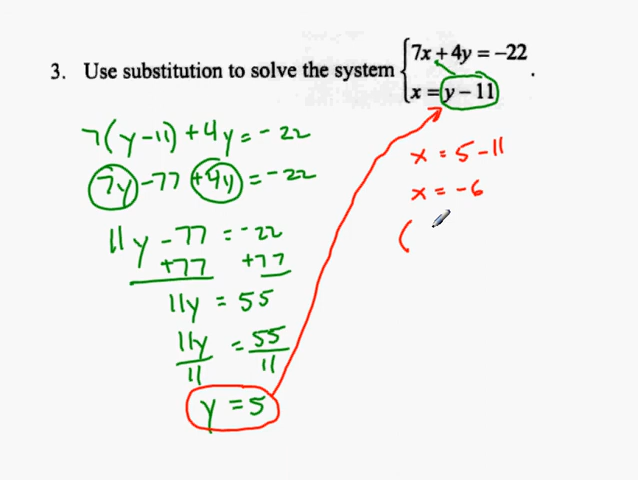 3. Use substitution to solve the system { 7x + 4y = –22
x = y – 11 .
7(y-11) + 4y = -22
7y - 77 + 4y = -22
11y - 77 = -22
+77 +77
11y = 55
11y/11 = 55/11
y = 5
x = 5 - 11
x = -6
(